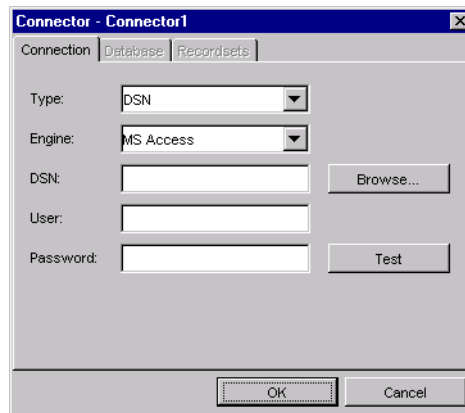 Connector - Connector1
Connection Database Recordsets
Type: DSN
Engine: MS Access
DSN: Browse...
User:
Password: Test
OK Cancel